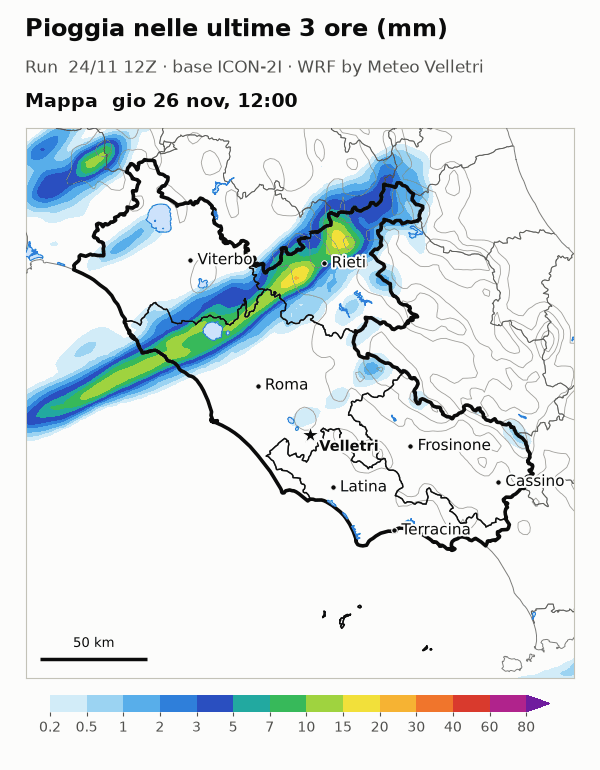 Pioggia nelle ultime 3 ore (mm)
Run  24/11 12Z · base ICON-2I · WRF by Meteo Velletri
Mappa  gio 26 nov, 12:00
Viterbo
Rieti
Roma
Velletri
Frosinone
Cassino
Latina
Terracina
50 km
0.2 0.5 1 2 3 5 7 10 15 20 30 40 60 80